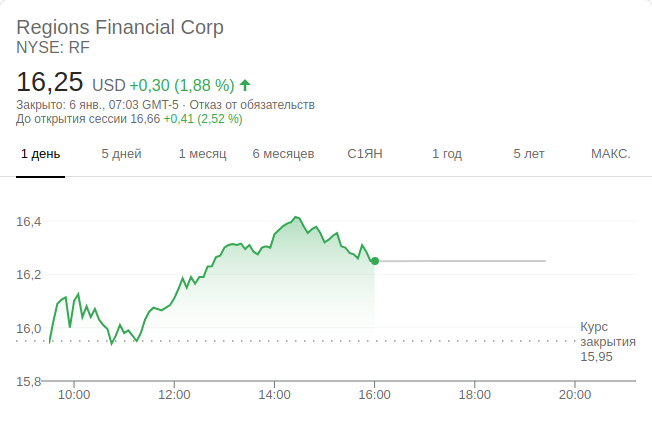 Regions Financial Corp
NYSE: RF
16,25 USD +0,30 (1,88 %)
Закрыто: 6 янв., 07:03 GMT-5 · Отказ от обязательств
До открытия сессии 16,66 +0,41 (2,52 %)
1 день 5 дней 1 месяц 6 месяцев С1ЯН 1 год 5 лет МАКС.
16,4
16,2
16,0
Курс
закрытия
15,95
15,8
10:00 12:00 14:00 16:00 18:00 20:00